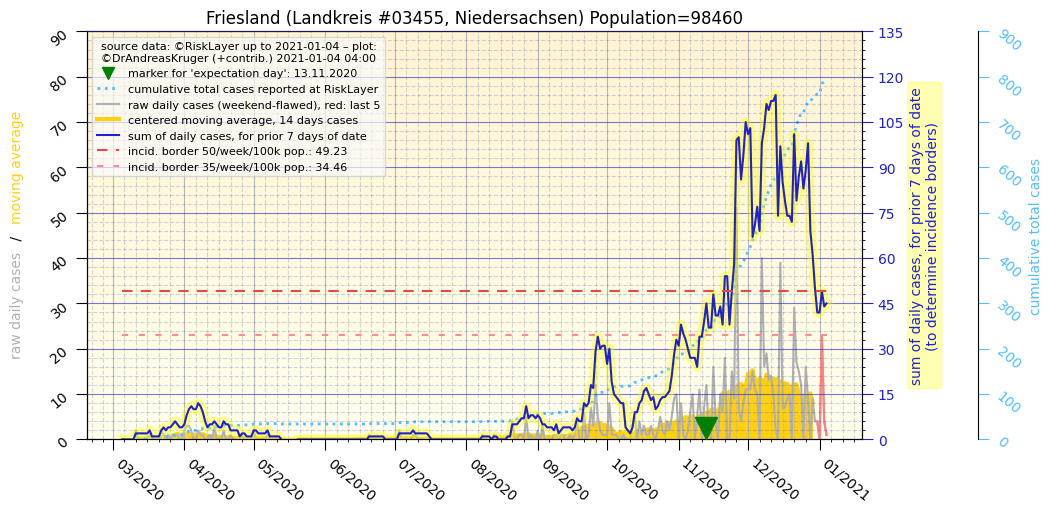 Friesland (Landkreis #03455, Niedersachsen) Population=98460
source data: ©RiskLayer up to 2021-01-04 – plot:
©DrAndreasKruger (+contrib.) 2021-01-04 04:00
marker for 'expectation day': 13.11.2020
cumulative total cases reported at RiskLayer
raw daily cases (weekend-flawed), red: last 5
centered moving average, 14 days cases
sum of daily cases, for prior 7 days of date
incid. border 50/week/100k pop.: 49.23
incid. border 35/week/100k pop.: 34.46
raw daily cases / moving average
90
80
70
60
50
40
30
20
10
0
03/2020
04/2020
05/2020
06/2020
07/2020
08/2020
09/2020
10/2020
11/2020
12/2020
01/2021
135
120
105
90
75
60
45
30
15
0
sum of daily cases, for prior 7 days of date
(to determine incidence borders)
900
800
700
600
500
400
300
200
100
0
cumulative total cases